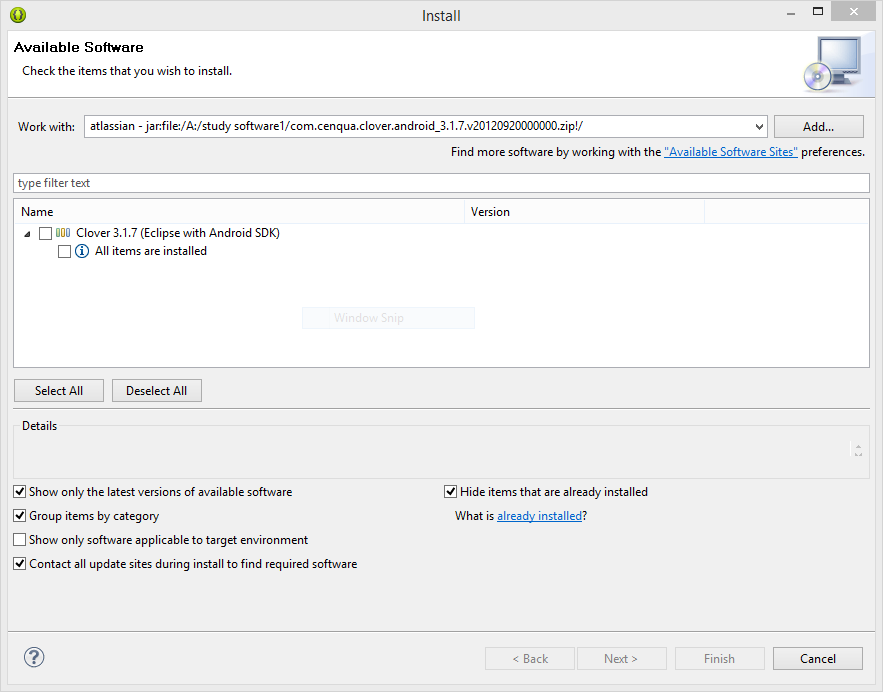 Install
Available Software
Check the items that you wish to install.
Work with: atlassian - jar:file:/A:/study software1/com.cenqua.clover.android_3.1.7.v20120920000000.zip!/ Add...
Find more software by working with the "Available Software Sites" preferences.
type filter text
Name Version
Clover 3.1.7 (Eclipse with Android SDK)
All items are installed
Window Snip
Select All Deselect All
Details
Show only the latest versions of available software Hide items that are already installed
Group items by category What is already installed?
Show only software applicable to target environment
Contact all update sites during install to find required software
< Back Next > Finish Cancel